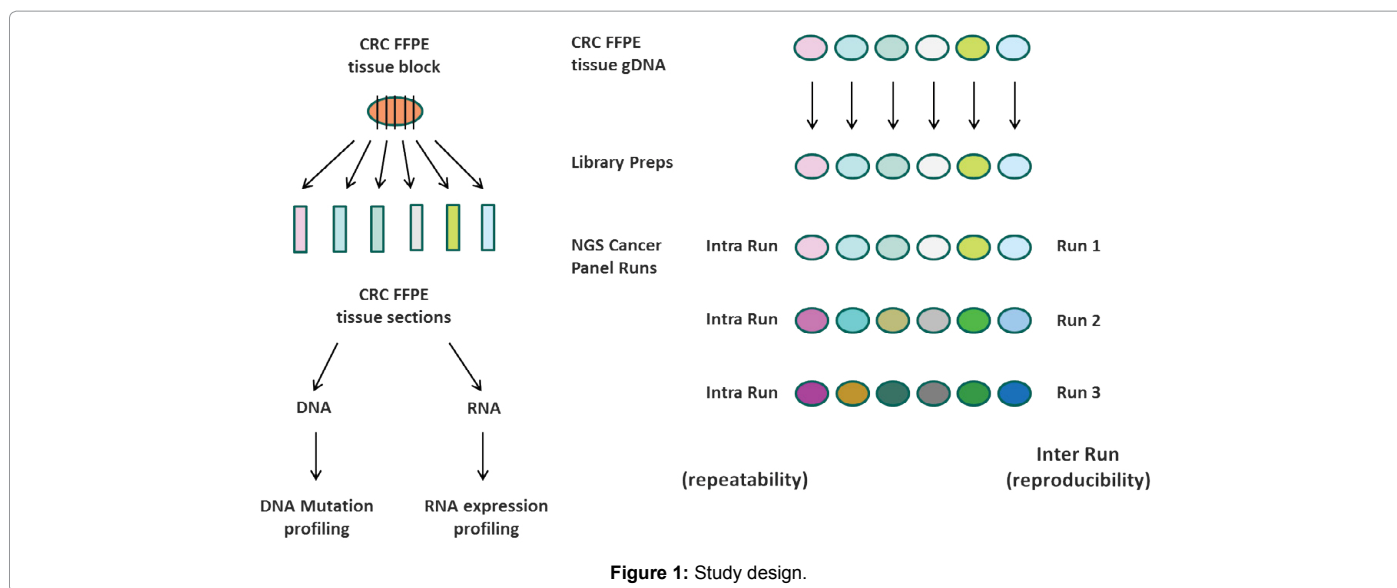 CRC FFPE
tissue block
CRC FFPE
tissue sections
DNA
RNA
DNA Mutation
profiling
RNA expression
profiling
CRC FFPE
tissue gDNA
Library Preps
NGS Cancer
Panel Runs
Intra Run
Run 1
Intra Run
Run 2
Intra Run
Run 3
(repeatability)
Inter Run
(reproducibility)
Figure 1: Study design.